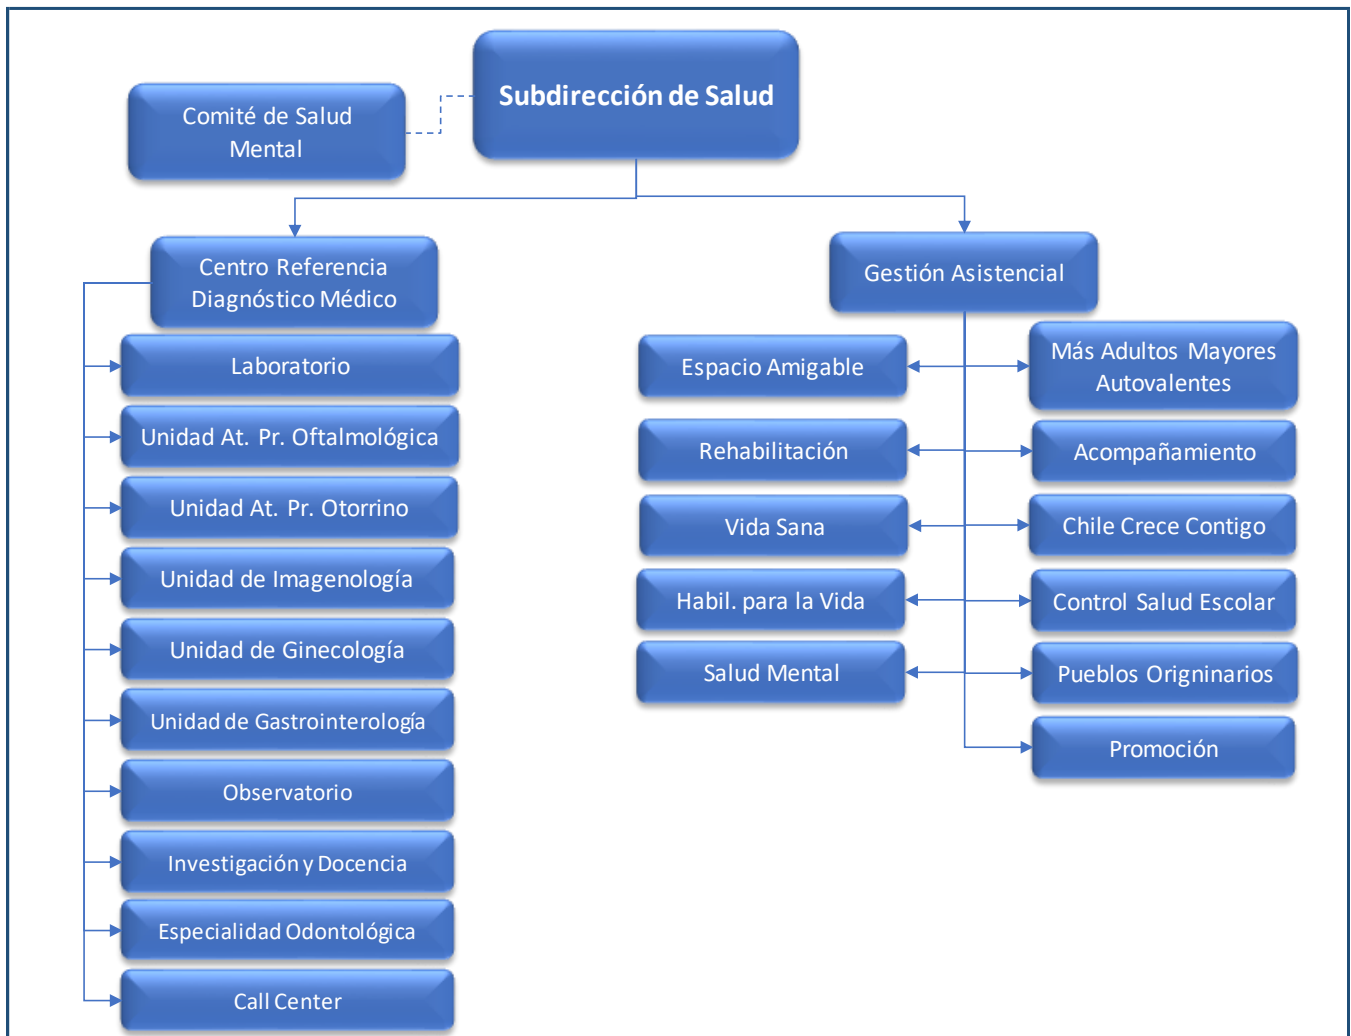 Subdirección de Salud
Comité de Salud
Mental
Centro Referencia
Diagnóstico Médico
Laboratorio
Unidad At. Pr. Oftalmológica
Unidad At. Pr. Otorrino
Unidad de Imagenología
Unidad de Ginecología
Unidad de Gastrointerología
Observatorio
Investigación y Docencia
Especialidad Odontológica
Call Center
Gestión Asistencial
Espacio Amigable
Rehabilitación
Vida Sana
Habil. para la Vida
Salud Mental
Más Adultos Mayores
Autovalentes
Acompañamiento
Chile Crece Contigo
Control Salud Escolar
Pueblos Origninarios
Promoción